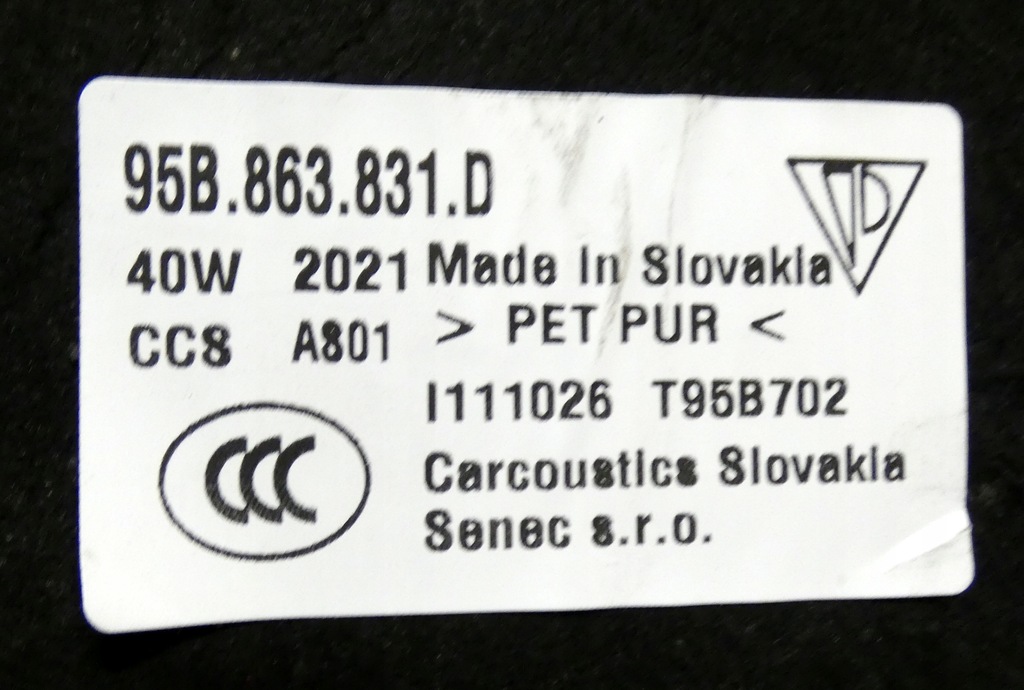 95B.863.831.D
40W 2021 Made In Slovakia
CC8 A801 > PET PUR <
I111026 T95B702
CCC
Carcoustics Slovakia
Senec s.r.o.